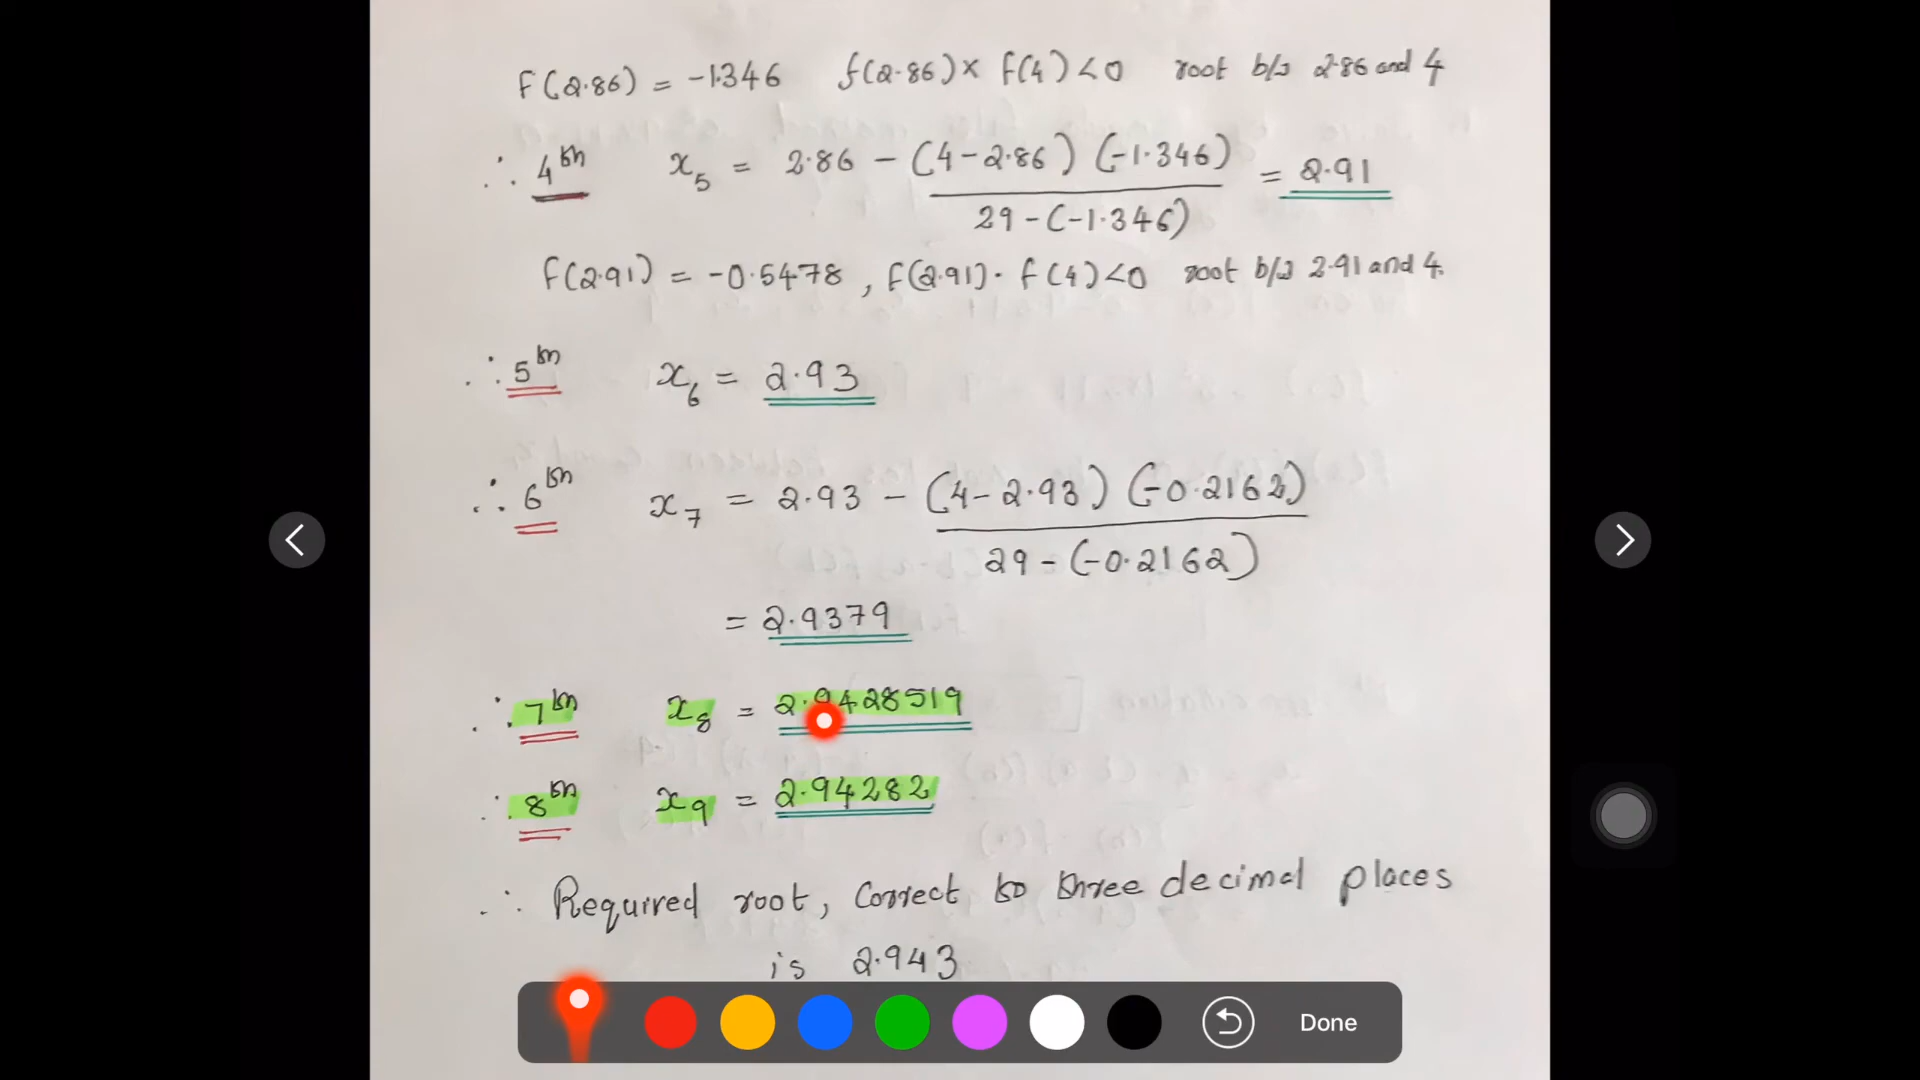 F(2.86) = -1.346 f(2.86)× f(4)<0 root b/s 2.86 and 4
∴ 4th x5 = 2.86 - (4-2.86) (-1.346) = 2.91
29-(-1.346)
f(2.91) = -0.5478, f(2.91). f(4)<0 root b/s 2.91 and 4.
∴ 5th x6 = 2.93
∴ 6th x7 = 2.93 - (4-2.93) (-0.2162)
29-(-0.2162)
= 2.9379
∴ 7th x8 = 2.9428519
∴ 8th x9 = 2.94282
∴ Required root, Correct to three decimal places
is 2.943
Done